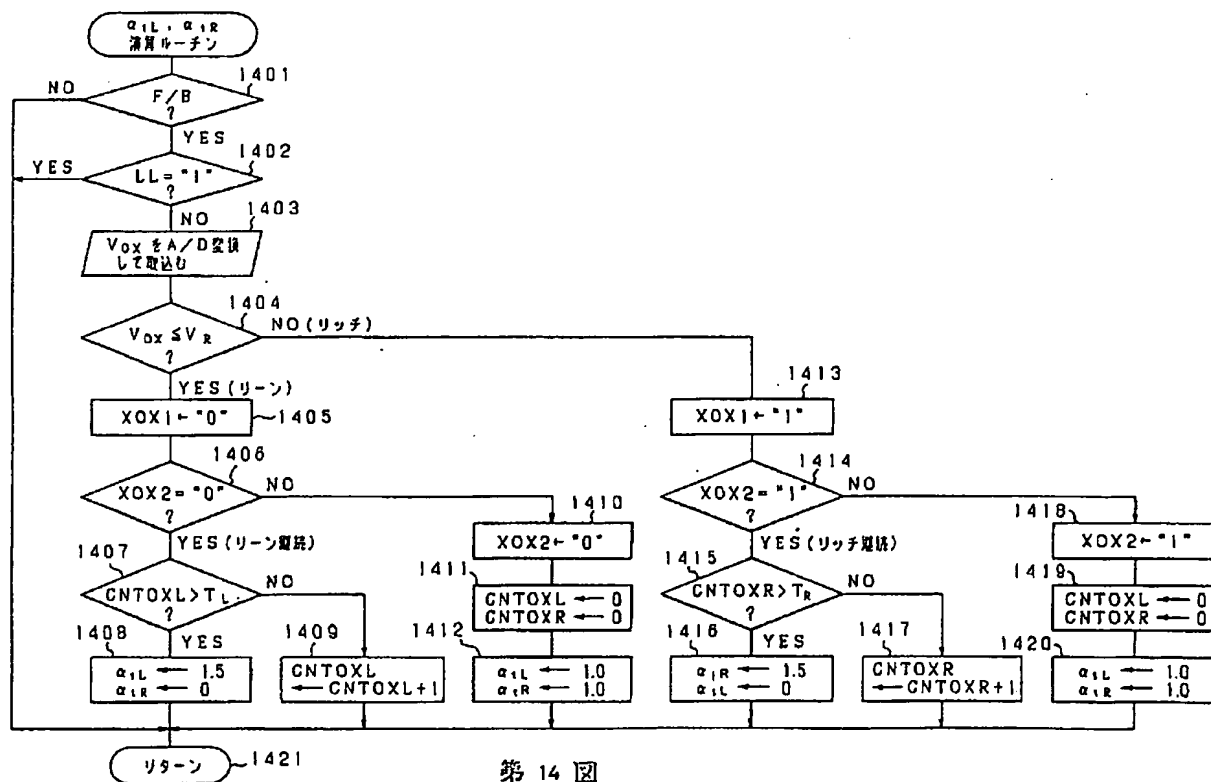 α1L , α1R
演算ルーチン
1401
F/B
?
NO
YES
1402
LL = "1"
?
YES
NO
1403
VOXをA/D変換
して取込む
1404
VOX ≤ VR
?
NO (リッチ)
YES (リーン)
XOX1 ← "0"
1405
1413
XOX1 ← "1"
1406
XOX2 = "0"
?
NO
YES (リーン継続)
1410
XOX2 ← "0"
1414
XOX2 = "1"
?
NO
YES (リッチ継続)
1418
XOX2 ← "1"
1407
CNTOXL > TL
?
NO
YES
1411
CNTOXL ← 0
CNTOXR ← 0
1415
CNTOXR > TR
?
NO
YES
1419
CNTOXL ← 0
CNTOXR ← 0
1408
α1L ← 1.5
α1R ← 0
1409
CNTOXL
← CNTOXL+1
1412
α1L ← 1.0
α1R ← 1.0
1416
α1R ← 1.5
α1L ← 0
1417
CNTOXR
← CNTOXR+1
1420
α1L ← 1.0
α1R ← 1.0
リターン
1421
第 14 図